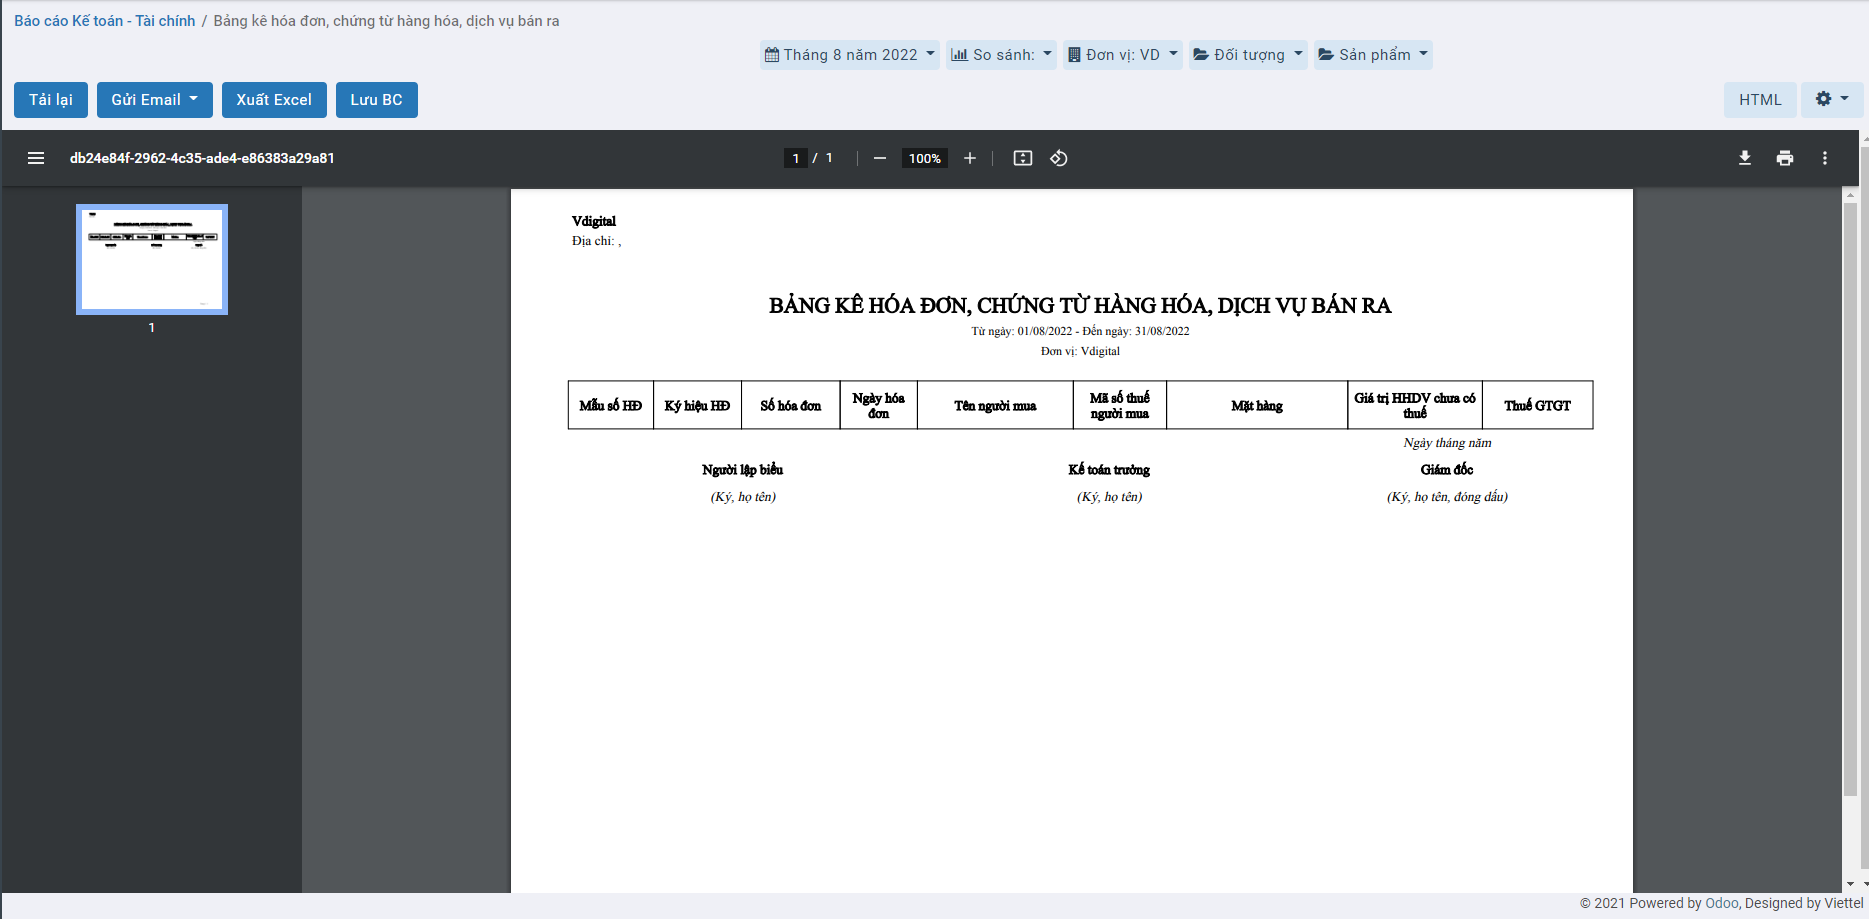 Báo cáo Kế toán - Tài chính / Bảng kê hóa đơn, chứng từ hàng hóa, dịch vụ bán ra
Tháng 8 năm 2022 So sánh: Đơn vị: VD Đối tượng Sản phẩm
Tải lại Gửi Email Xuất Excel Lưu BC HTML
db24e84f-2962-4c35-ade4-e86383a29a81 1 / 1 100%
1
Vdigital
Địa chỉ: ,
BẢNG KÊ HÓA ĐƠN, CHỨNG TỪ HÀNG HÓA, DỊCH VỤ BÁN RA
Từ ngày: 01/08/2022 - Đến ngày: 31/08/2022
Đơn vị: Vdigital
Mẫu số HĐ
Ký hiệu HĐ
Số hóa đơn
Ngày hóa
đơn
Tên người mua
Mã số thuế
người mua
Mặt hàng
Giá trị HHDV chưa có
thuế
Thuế GTGT
Ngày tháng năm
Người lập biểu Kế toán trưởng Giám đốc
(Ký, họ tên) (Ký, họ tên) (Ký, họ tên, đóng dấu)
© 2021 Powered by Odoo, Designed by Viettel